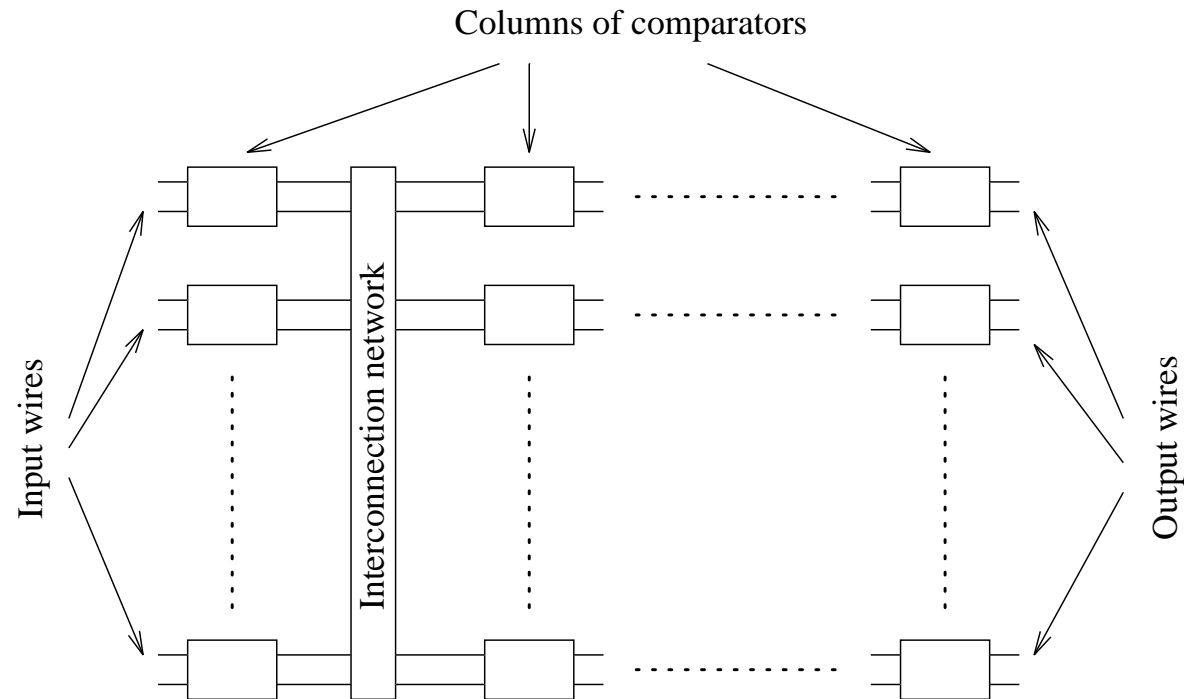 Columns of comparators
Input wires
Interconnection network
Output wires